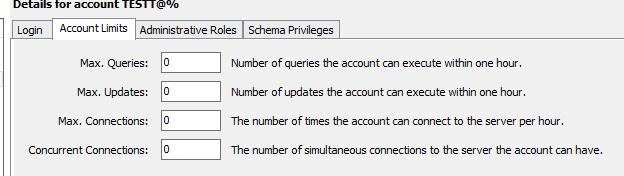 Details for account TESTT@%
Login Account Limits Administrative Roles Schema Privileges
Max. Queries: 0 Number of queries the account can execute within one hour.
Max. Updates: 0 Number of updates the account can execute within one hour.
Max. Connections: 0 The number of times the account can connect to the server per hour.
Concurrent Connections: 0 The number of simultaneous connections to the server the account can have.